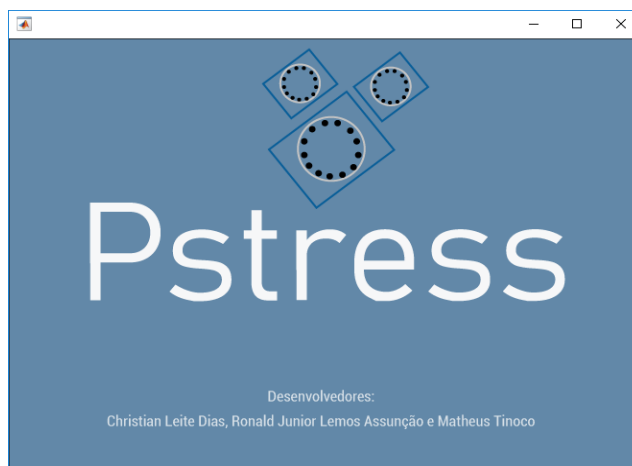 Pstress
Desenvolvedores:
Christian Leite Dias, Ronald Junior Lemos Assunção e Matheus Tinoco